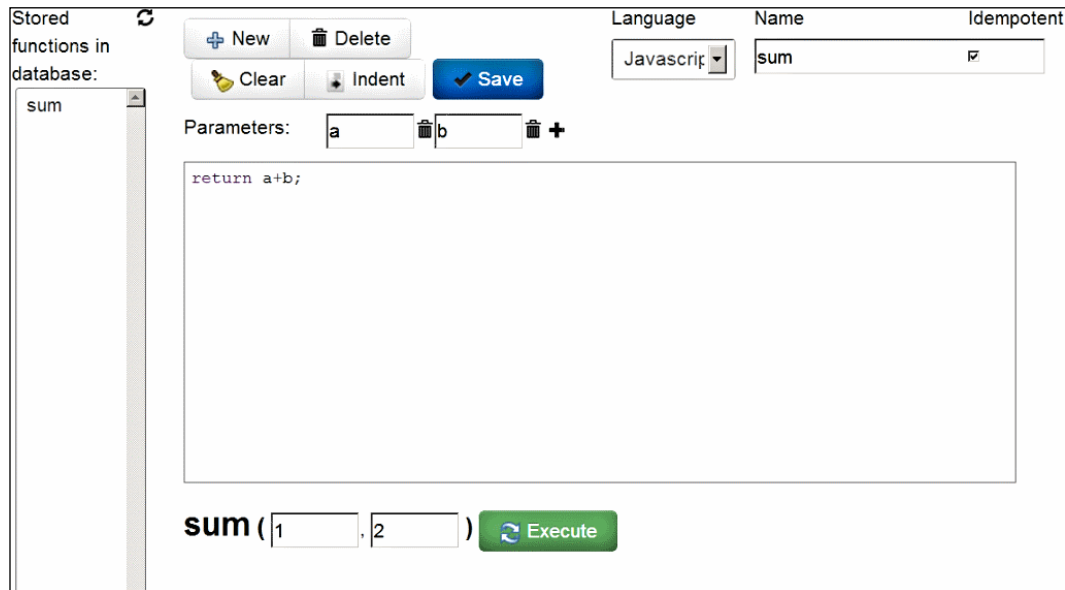 Stored
functions in
database:
sum
New
Delete
Clear
Indent
Save
Language
Name
Idempotent
Javascrip
sum
Parameters:
a
b
return a+b;
sum ( 1 , 2 ) Execute